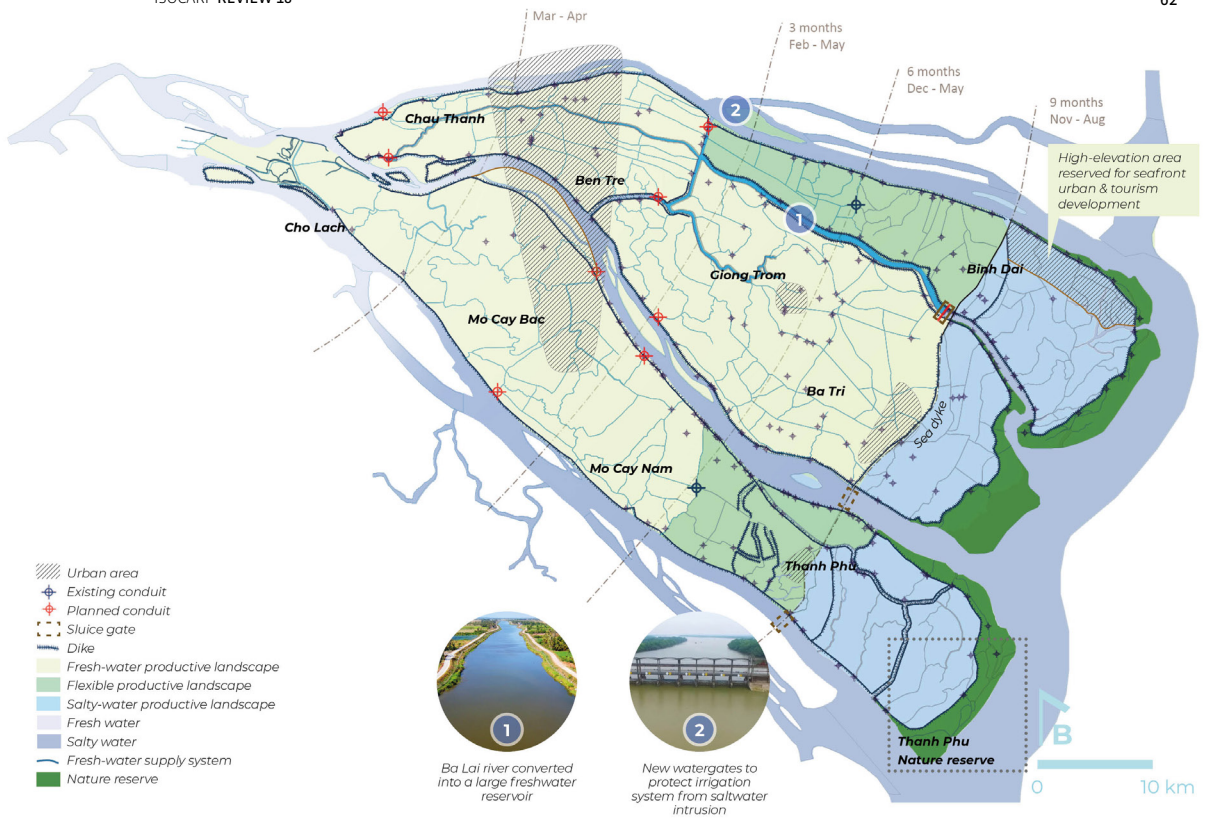 ISOCARP REVIEW 18
62
Mar - Apr
3 months
Feb - May
6 months
Dec - May
9 months
Nov - Aug
2
High-elevation area
reserved for seafront
urban & tourism
development
Chau Thanh
Ben Tre
1
Cho Lach
Giong Trom
Binh Dai
Mo Cay Bac
Ba Tri
Sea dyke
Mo Cay Nam
Thanh Phu
Urban area
Existing conduit
Planned conduit
Sluice gate
Dike
Fresh-water productive landscape
Flexible productive landscape
Salty-water productive landscape
Fresh water
Salty water
Fresh-water supply system
Nature reserve
1
Ba Lai river converted
into a large freshwater
reservoir
2
New watergates to
protect irrigation
system from saltwater
intrusion
Thanh Phu
Nature reserve
B
0 10 km